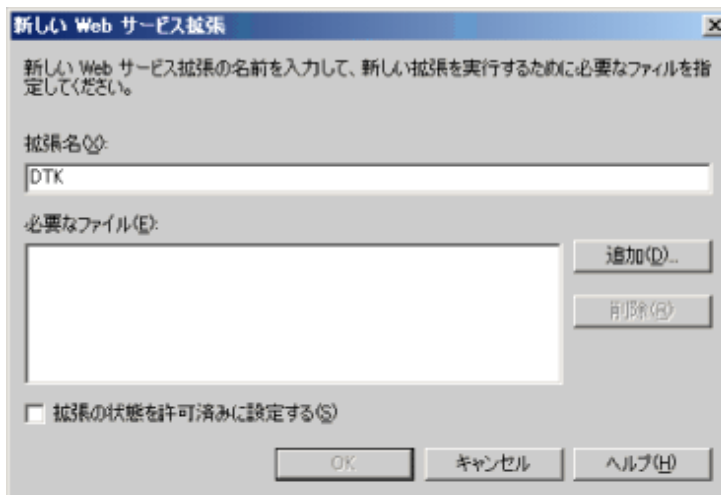 新しい Web サービス拡張
新しい Web サービス拡張の名前を入力して、新しい拡張を実行するために必要なファイルを指
定してください。
拡張名(X):
DTK
必要なファイル(E):
追加(D)...
削除(R)
拡張の状態を許可済みに設定する(S)
OK
キャンセル
ヘルプ(H)